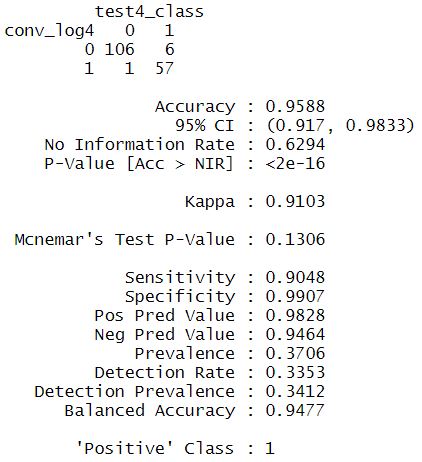 test4_class
conv_log4 0 1
0 106 6
1 1 57
Accuracy : 0.9588
95% CI : (0.917, 0.9833)
No Information Rate : 0.6294
P-Value [Acc > NIR] : <2e-16
Kappa : 0.9103
Mcnemar's Test P-Value : 0.1306
Sensitivity : 0.9048
Specificity : 0.9907
Pos Pred Value : 0.9828
Neg Pred Value : 0.9464
Prevalence : 0.3706
Detection Rate : 0.3353
Detection Prevalence : 0.3412
Balanced Accuracy : 0.9477
'Positive' Class : 1